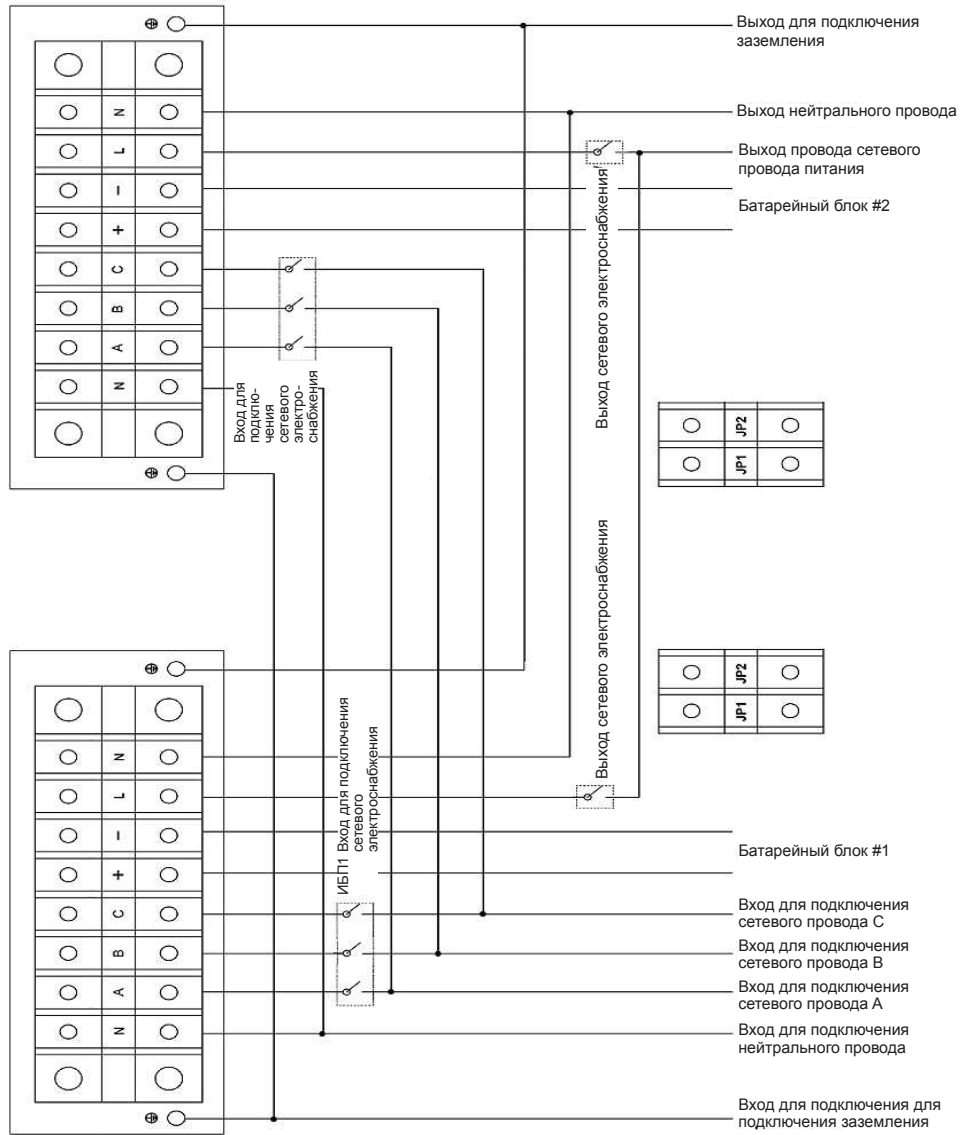 Выход для подключения
заземления
N
Выход нейтрального провода
L
Выход провода сетевого
провода питания
–
Батарейный блок #2
+
C
B
A
N
Вход для
подклю-
чения
сетевого
электро-
снабжения
Выход сетевого электроснабжения
JP2
JP1
Выход сетевого электроснабжения
JP2
JP1
N
L
–
+
C
B
A
N
ИБП1 Вход для подключения
сетевого
электроснабжения
Батарейный блок #1
Вход для подключения
сетевого провода C
Вход для подключения
сетевого провода B
Вход для подключения
сетевого провода A
Вход для подключения
нейтрального провода
Вход для подключения для
подключения заземления